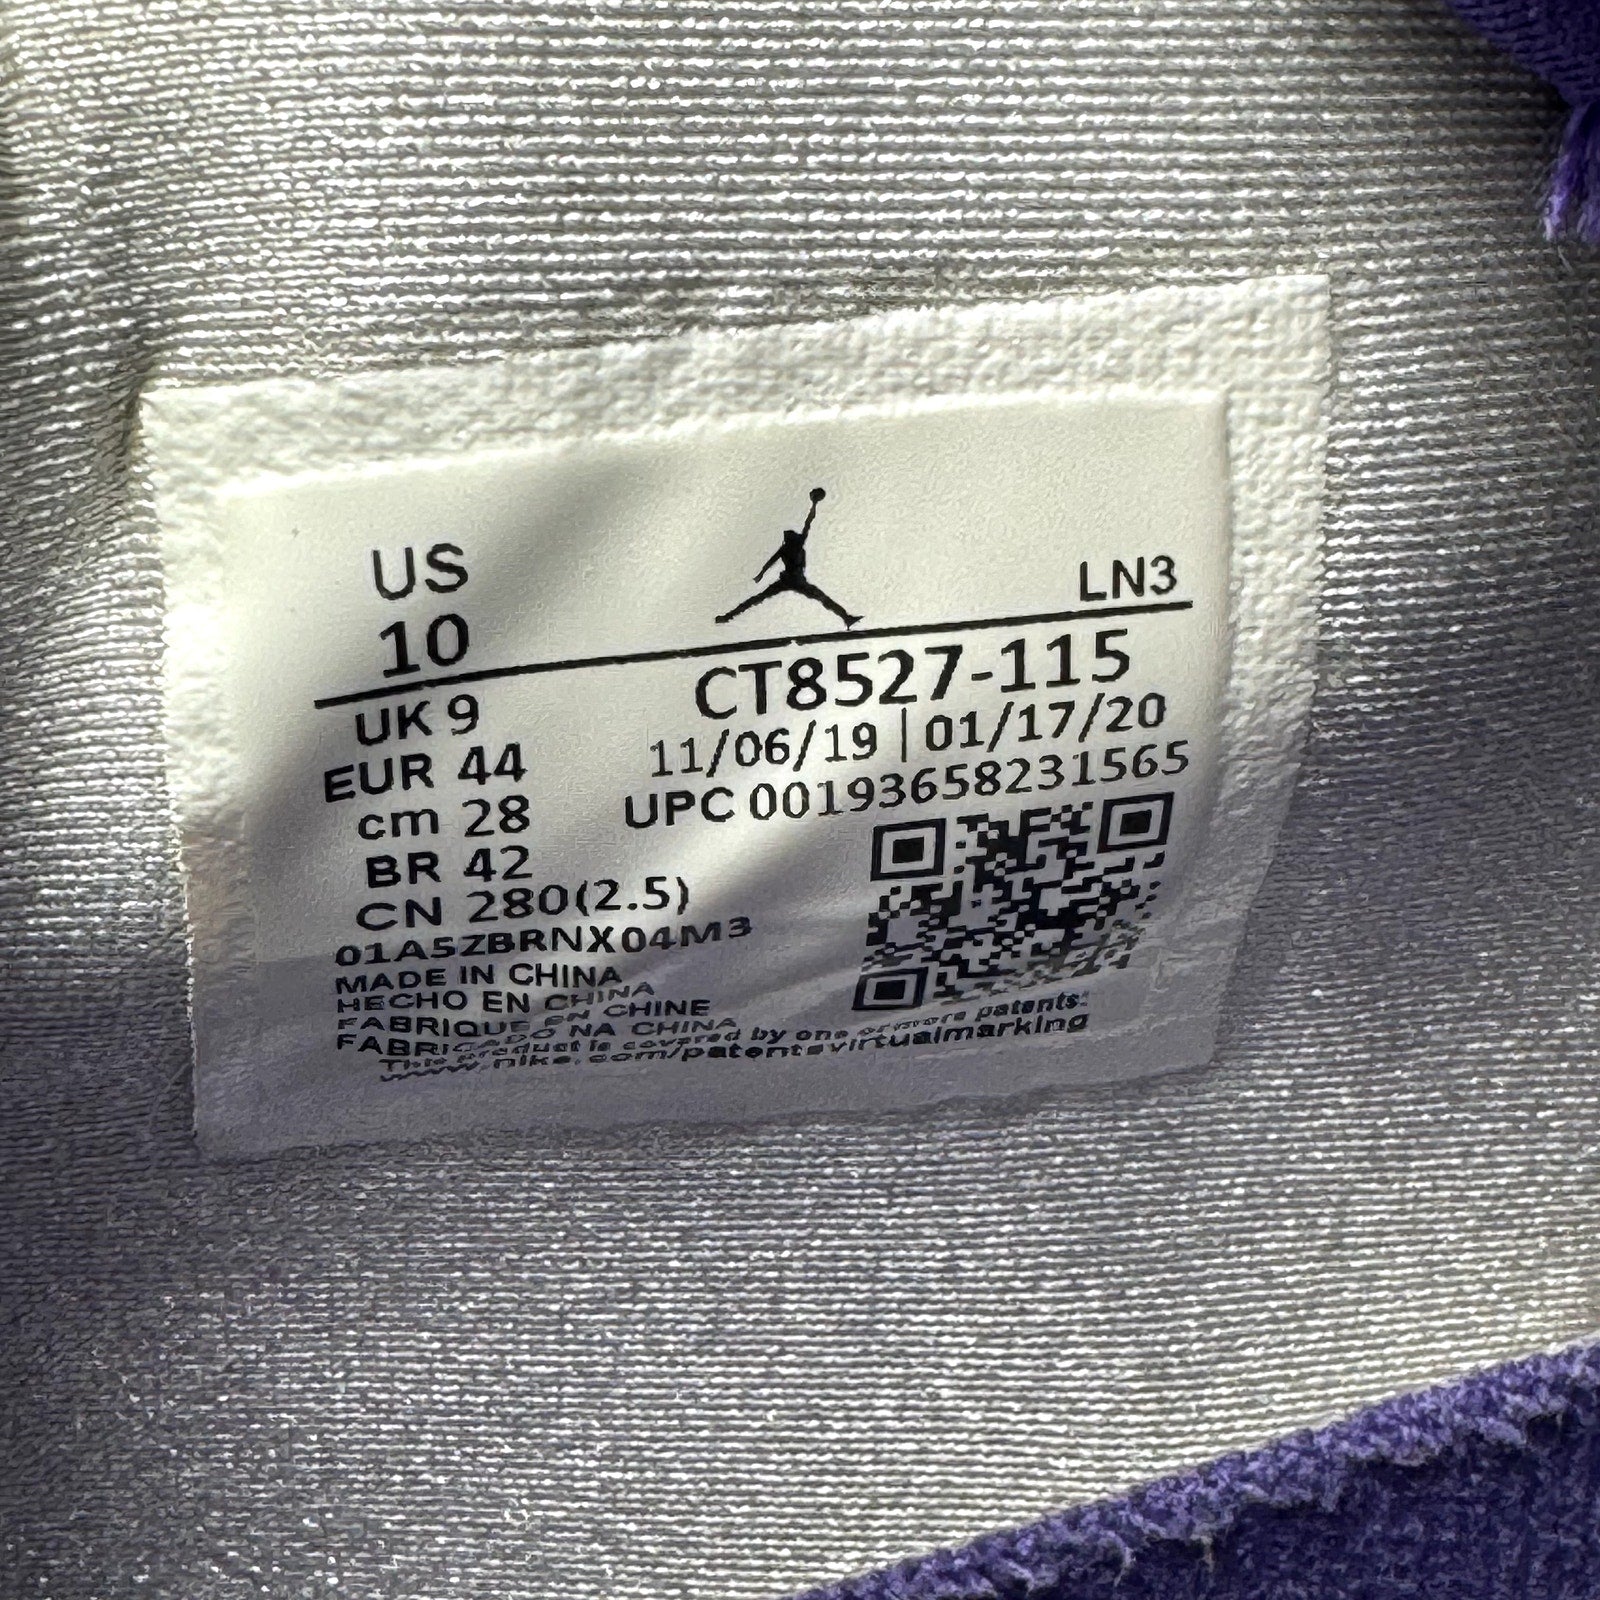 US
10
LN3
UK 9
EUR 44
cm 28
BR 42
CN 280(2.5)
CT8527-115
11/06/19 | 01/17/20
UPC 00193658231565
01A5ZBRNX04M3
MADE IN CHINA
HECHO EN CHINA
FABRIQUE EN CHINE
FABRICADO NA CHINA
This product is covered by one or more patents:
www.nike.com/patentsvirtualmarking